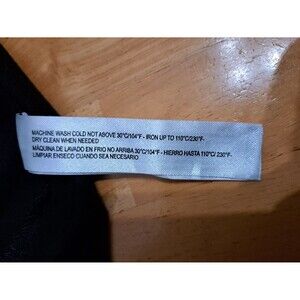 MACHINE WASH COLD NOT ABOVE 30°C/104°F - IRON UP TO 110°C/230°F-
DRY CLEAN WHEN NEEDED
MÁQUINA DE LAVADO EN FRIO NO ARRIBA 30°C/104°F - HIERRO HASTA 110°C/ 230°F-
LIMPIAR ENSECO CUANDO SEA NECESARIO